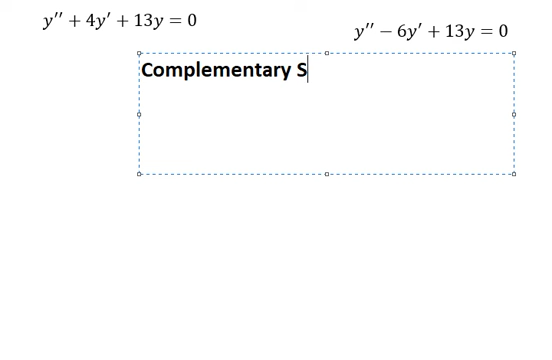 y′′ + 4y′ + 13y = 0
y′′ − 6y′ + 13y = 0
Complementary S